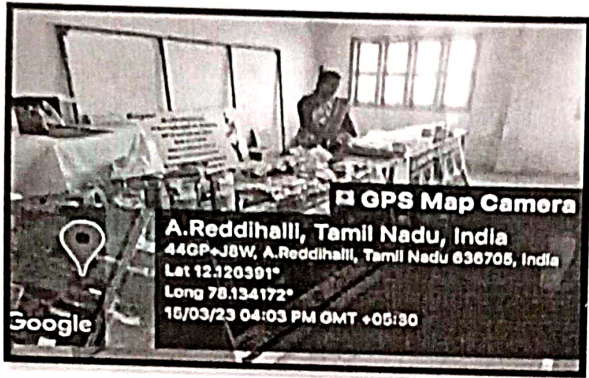 GPS Map Camera
A.Reddihalli, Tamil Nadu, India
44GP+J8W, A.Reddihalli, Tamil Nadu 636705, India
Lat 12.120391°
Long 78.134172°
15/03/23 04:03 PM GMT +05:30
Google